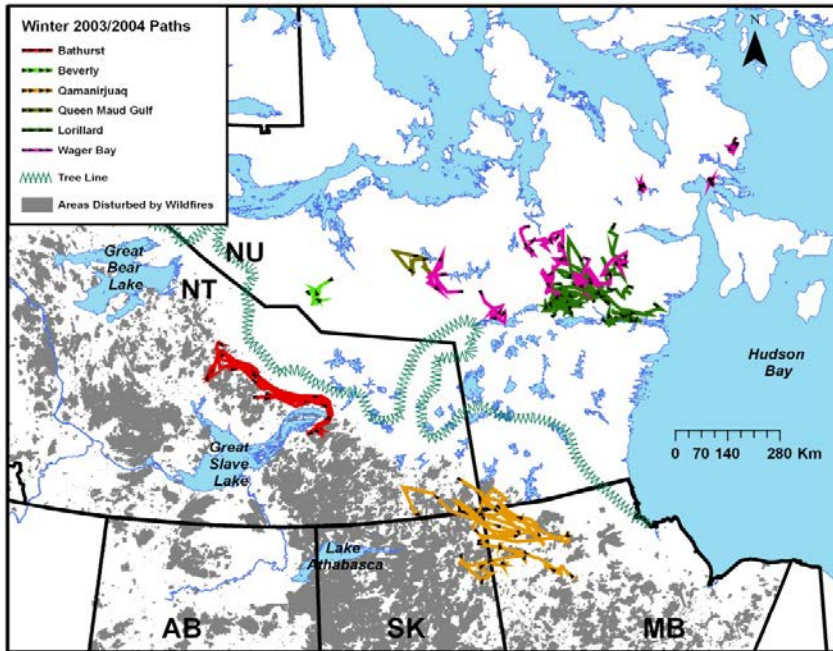 Winter 2003/2004 Paths
Bathurst
Beverly
Qamanirjuaq
Queen Maud Gulf
Lorillard
Wager Bay
Tree Line
Areas Disturbed by Wildfires
N
Great
Bear
Lake
NU
NT
Hudson
Bay
Great
Slave
Lake
0 70 140 280 Km
Lake
Athabasca
AB
SK
MB